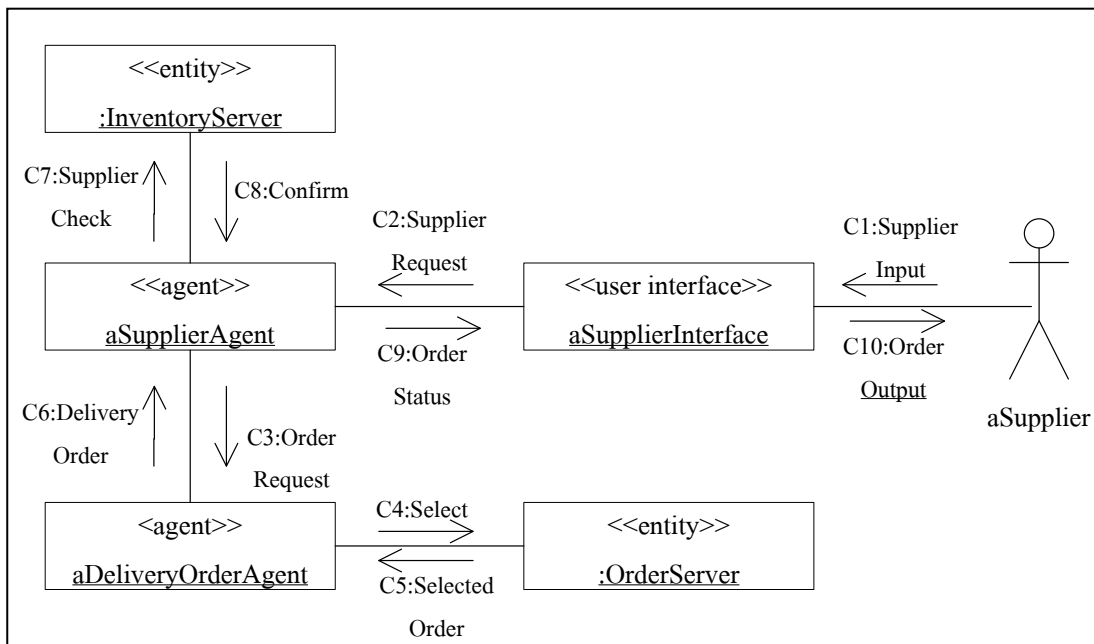 <<entity>>
:InventoryServer
C7:Supplier
Check
C8:Confirm
C2:Supplier
Request
C1:Supplier
Input
<<agent>>
aSupplierAgent
<<user interface>>
aSupplierInterface
C9:Order
Status
C10:Order
Output
aSupplier
C6:Delivery
Order
C3:Order
Request
<agent>>
aDeliveryOrderAgent
C4:Select
C5:Selected
Order
<<entity>>
:OrderServer